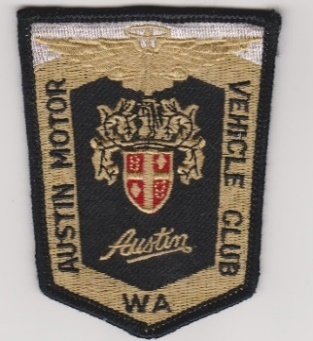 AUSTIN MOTOR
VEHICLE CLUB
Austin
WA